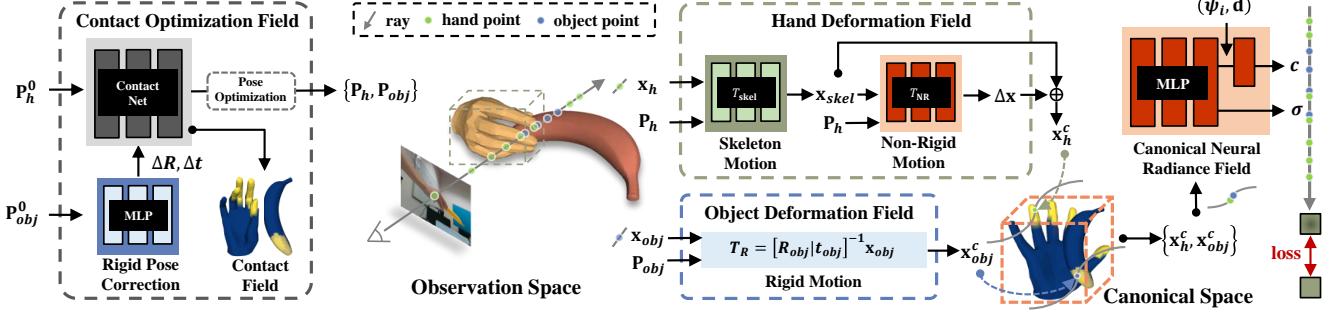 Contact Optimization Field
P_h^0
Contact
Net
Pose
Optimization
{P_h, P_obj}
ΔR, Δt
P_obj^0
MLP
Rigid Pose
Correction
Contact
Field
ray
hand point
object point
Observation Space
Hand Deformation Field
x_h
P_h
T_skel
x_skel
P_h
T_NR
Δx
⊕
x_h^c
Skeleton
Motion
Non-Rigid
Motion
Object Deformation Field
x_obj
P_obj
T_R = [R_obj|t_obj]^{-1} x_obj
Rigid Motion
x_obj^c
(ψ_i, d)
MLP
c
σ
Canonical Neural
Radiance Field
{x_h^c, x_obj^c}
Canonical Space
loss